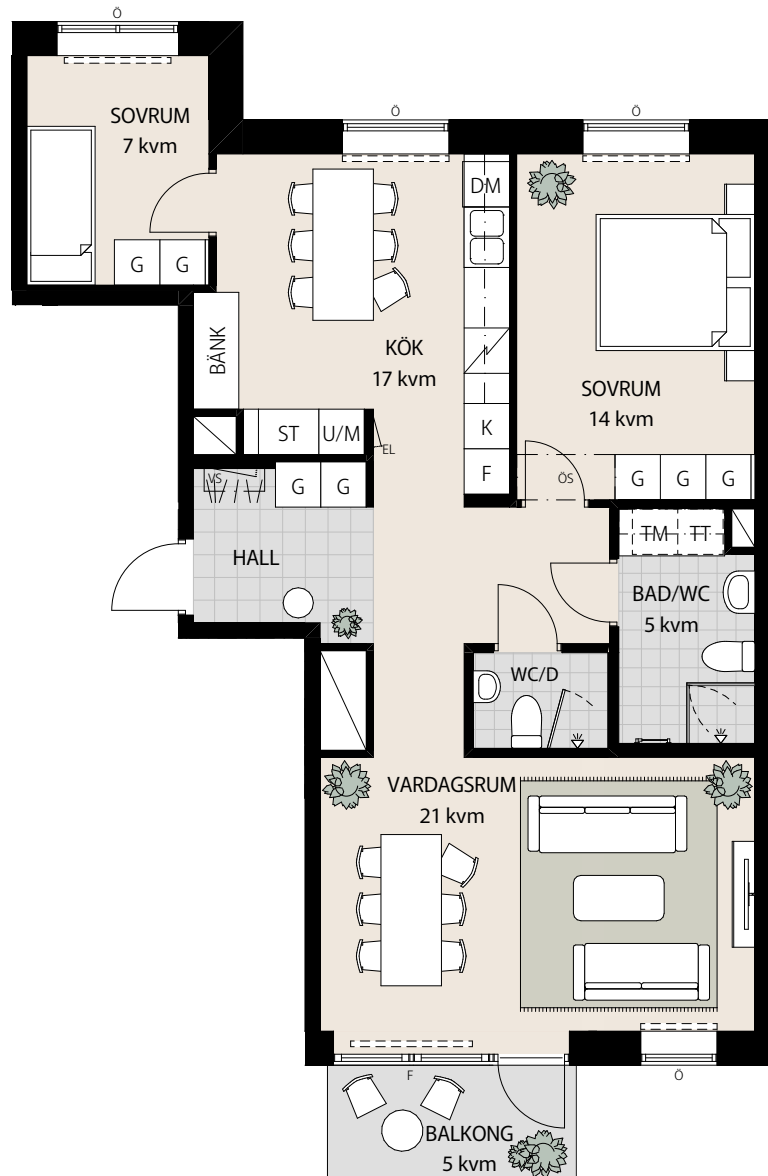 Ö
SOVRUM
7 kvm
G G
Ö
Ö
DM
BÄNK
KÖK
17 kvm
SOVRUM
14 kvm
ST U/M
EL
K
F
VS
G G
ÖS
G G G
HALL
TM TT
BAD/WC
5 kvm
WC/D
VARDAGSRUM
21 kvm
F
Ö
BALKONG
5 kvm